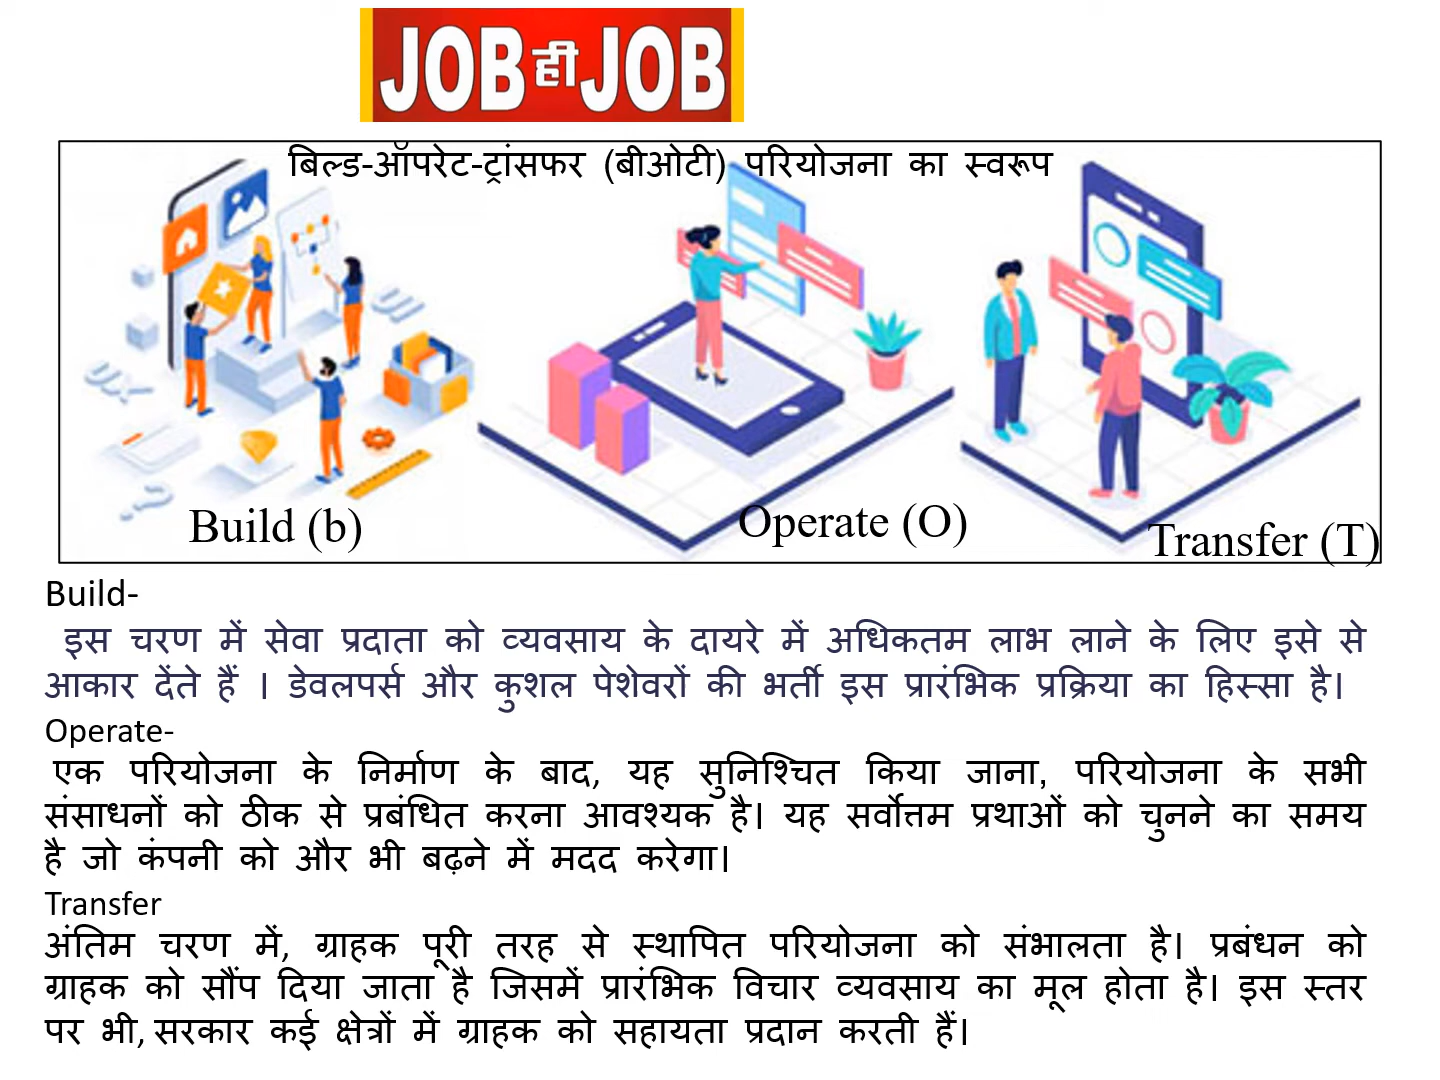 JOB ही JOB
बिल्ड-ऑपरेट-ट्रांसफर (बीओटी) परियोजना का स्वरूप
UI
UX
?
Build (b)
Operate (O)
Transfer (T)
Build-
इस चरण में सेवा प्रदाता को व्यवसाय के दायरे में अधिकतम लाभ लाने के लिए इसे से
आकार देंते हैं । डेवलपर्स और कुशल पेशेवरों की भर्ती इस प्रारंभिक प्रक्रिया का हिस्सा है।
Operate-
एक परियोजना के निर्माण के बाद, यह सुनिश्चित किया जाना, परियोजना के सभी
संसाधनों को ठीक से प्रबंधित करना आवश्यक है। यह सर्वोत्तम प्रथाओं को चुनने का समय
है जो कंपनी को और भी बढ़ने में मदद करेगा।
Transfer
अंतिम चरण में, ग्राहक पूरी तरह से स्थापित परियोजना को संभालता है। प्रबंधन को
ग्राहक को सौंप दिया जाता है जिसमें प्रारंभिक विचार व्यवसाय का मूल होता है। इस स्तर
पर भी, सरकार कई क्षेत्रों में ग्राहक को सहायता प्रदान करती हैं।